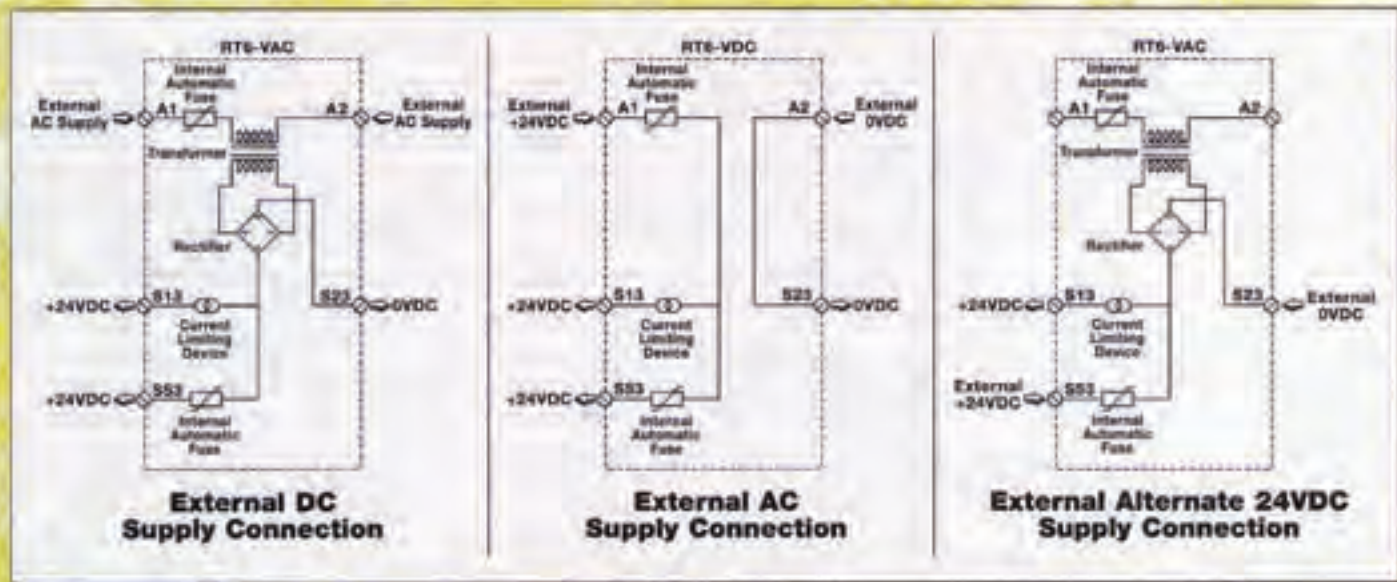 RT6-VAC
Internal
Automatic
Fuse
External
AC Supply
A1
A2
External
AC Supply
Transformer
Rectifier
+24VDC
S13
S23
0VDC
Current
Limiting
Device
+24VDC
S53
Internal
Automatic
Fuse
External DC
Supply Connection
RT6-VDC
Internal
Automatic
Fuse
External
+24VDC
A1
A2
External
0VDC
+24VDC
S13
S23
0VDC
Current
Limiting
Device
+24VDC
S53
Internal
Automatic
Fuse
External AC
Supply Connection
RT6-VAC
Internal
Automatic
Fuse
A1
A2
Transformer
Rectifier
+24VDC
S13
S23
External
0VDC
Current
Limiting
Device
External
+24VDC
S53
Internal
Automatic
Fuse
External Alternate 24VDC
Supply Connection